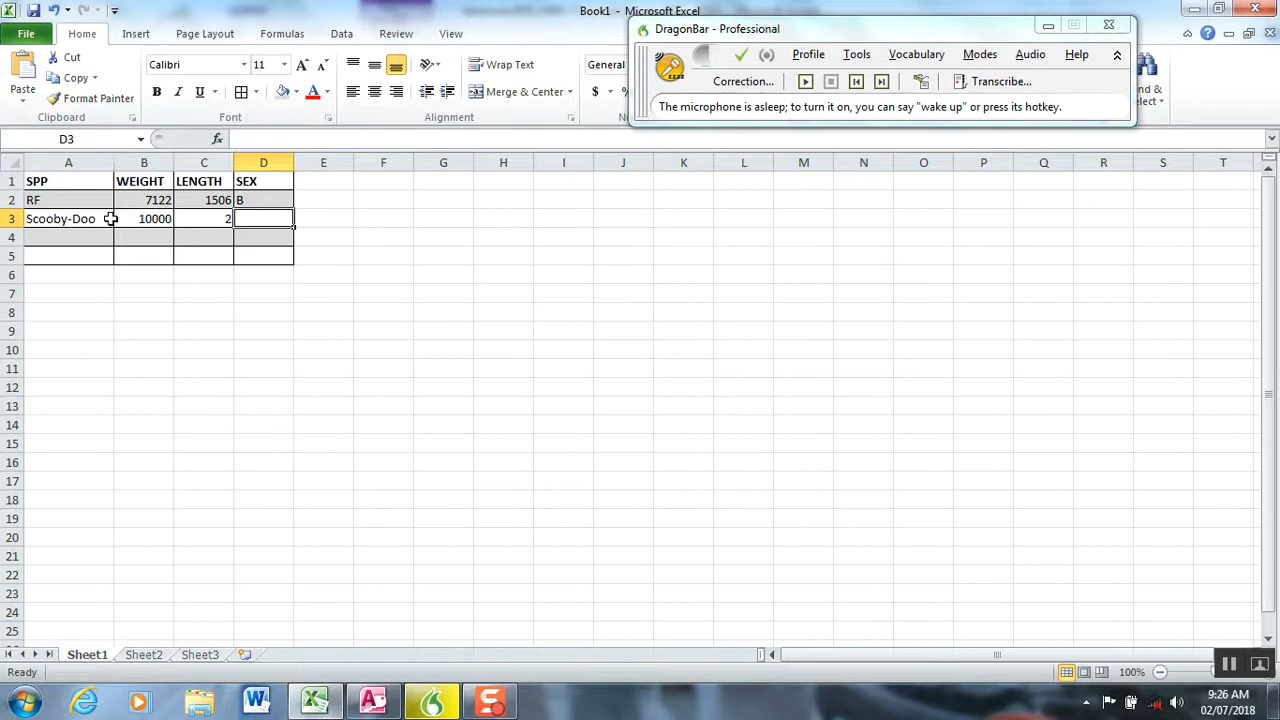 Book1 - Microsoft Excel
File Home Insert Page Layout Formulas Data Review View
DragonBar - Professional
Profile Tools Vocabulary Modes Audio Help
Correction... Transcribe...
The microphone is asleep; to turn it on, you can say "wake up" or press its hotkey.
Paste
Cut
Copy
Format Painter
Clipboard
Calibri 11
B I U
Font
Wrap Text
Merge & Center
Alignment
General
$
&
Select
D3 fx
A B C D E F G H I J K L M N O P Q R S T
1 SPP WEIGHT LENGTH SEX
2 RF 7122 1506 B
3 Scooby-Doo 10000 2
4
5
6
7
8
9
10
11
12
13
14
15
16
17
18
19
20
21
22
23
24
25
Sheet1 Sheet2 Sheet3
Ready 100%
9:26 AM
02/07/2018